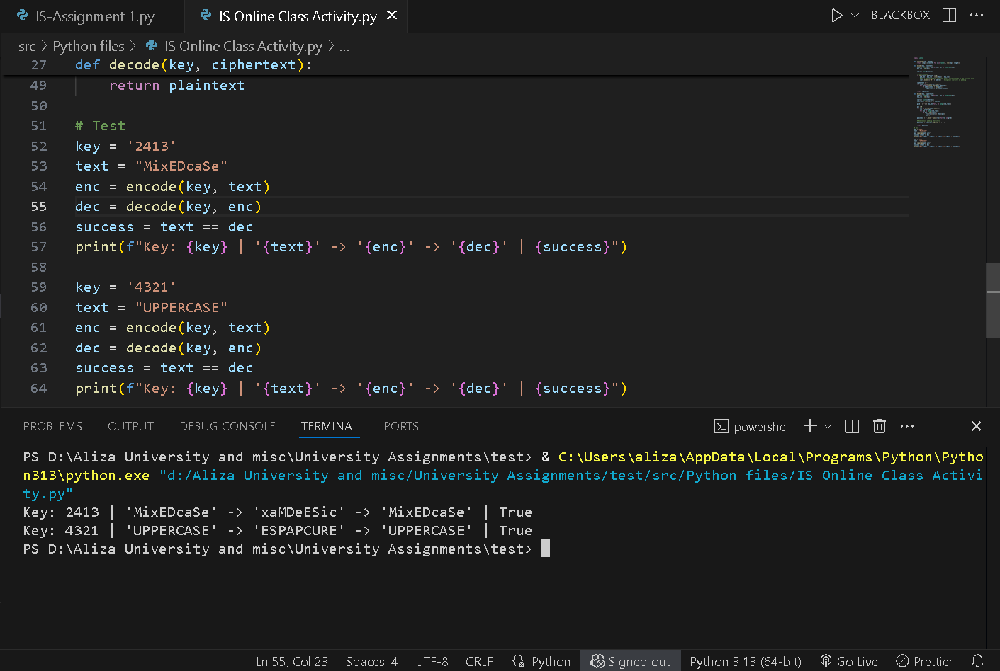 IS-Assignment 1.py
IS Online Class Activity.py
BLACKBOX
src > Python files > IS Online Class Activity.py > ...
27 def decode(key, ciphertext):
49 return plaintext
50
51 # Test
52 key = '2413'
53 text = "MixEDcaSe"
54 enc = encode(key, text)
55 dec = decode(key, enc)
56 success = text == dec
57 print(f"Key: {key} | '{text}' -> '{enc}' -> '{dec}' | {success}")
58
59 key = '4321'
60 text = "UPPERCASE"
61 enc = encode(key, text)
62 dec = decode(key, enc)
63 success = text == dec
64 print(f"Key: {key} | '{text}' -> '{enc}' -> '{dec}' | {success}")
PROBLEMS OUTPUT DEBUG CONSOLE TERMINAL PORTS powershell
PS D:\Aliza University and misc\University Assignments\test> & C:\Users\aliza\AppData\Local\Programs\Python\Pytho
n313\python.exe "d:/Aliza University and misc/University Assignments/test/src/Python files/IS Online Class Activi
ty.py"
Key: 2413 | 'MixEDcaSe' -> 'xaMDeESic' -> 'MixEDcaSe' | True
Key: 4321 | 'UPPERCASE' -> 'ESPAPCURE' -> 'UPPERCASE' | True
PS D:\Aliza University and misc\University Assignments\test>
Ln 55, Col 23 Spaces: 4 UTF-8 CRLF Python Signed out Python 3.13 (64-bit) Go Live Prettier